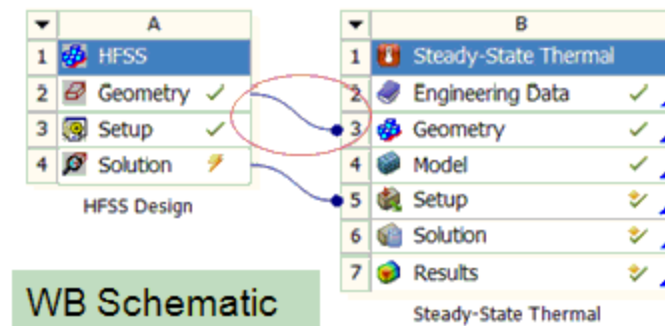 A
1 HFSS
2 Geometry
3 Setup
4 Solution
HFSS Design
B
1 Steady-State Thermal
2 Engineering Data
3 Geometry
4 Model
5 Setup
6 Solution
7 Results
Steady-State Thermal
WB Schematic